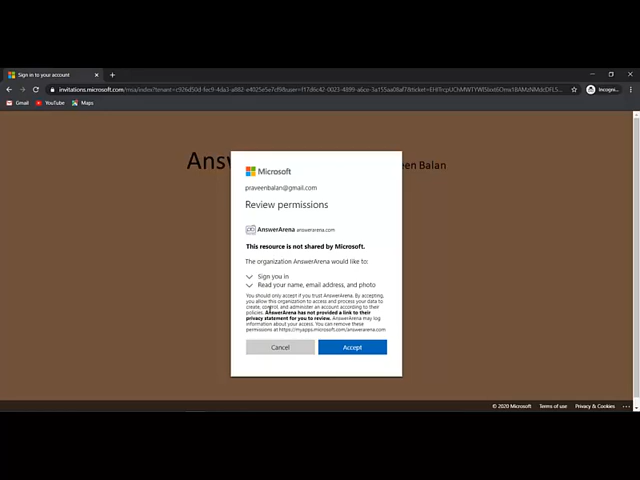 Sign in to your account
Incogni...
Gmail YouTube Maps
Ans
een Balan
Microsoft
praveenbalan@gmail.com
Review permissions
AnswerArena answerarena.com
This resource is not shared by Microsoft.
The organization AnswerArena would like to:
Sign you in
Read your name, email address, and photo
You should only accept if you trust AnswerArena. By accepting,
you allow this organization to access and process your data to
create, control, and administer an account according to their
policies. AnswerArena has not provided a link to their
privacy statement for you to review. AnswerArena may log
information about your access. You can remove these
permissions at https://myapps.microsoft.com/answerarena.com
Cancel Accept
© 2020 Microsoft Terms of use Privacy & Cookies ...